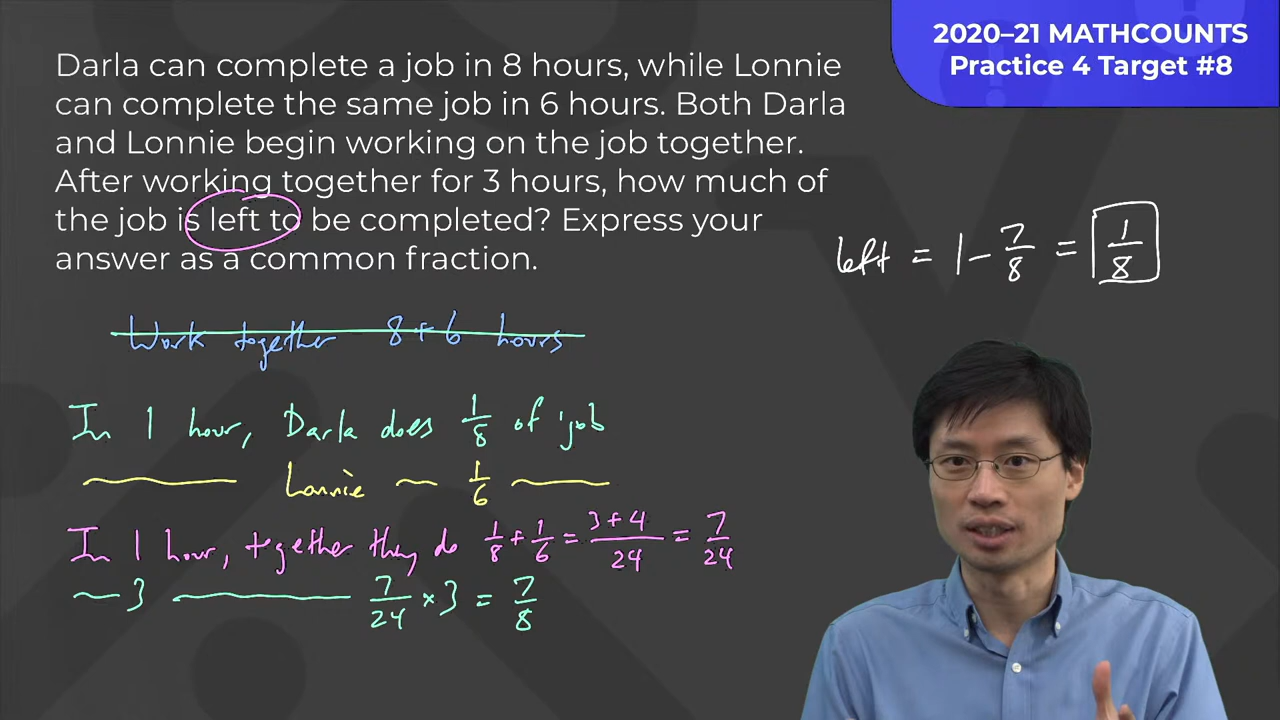 2020–21 MATHCOUNTS
Practice 4 Target #8
Darla can complete a job in 8 hours, while Lonnie
can complete the same job in 6 hours. Both Darla
and Lonnie begin working on the job together.
After working together for 3 hours, how much of
the job is left to be completed? Express your
answer as a common fraction.
left = 1 - 7/8 = 1/8
Work together 8+6 hours
In 1 hour, Darla does 1/8 of job
Lonnie 1/6
In 1 hour, together they do 1/8 + 1/6 = 3+4/24 = 7/24
3 7/24 × 3 = 7/8